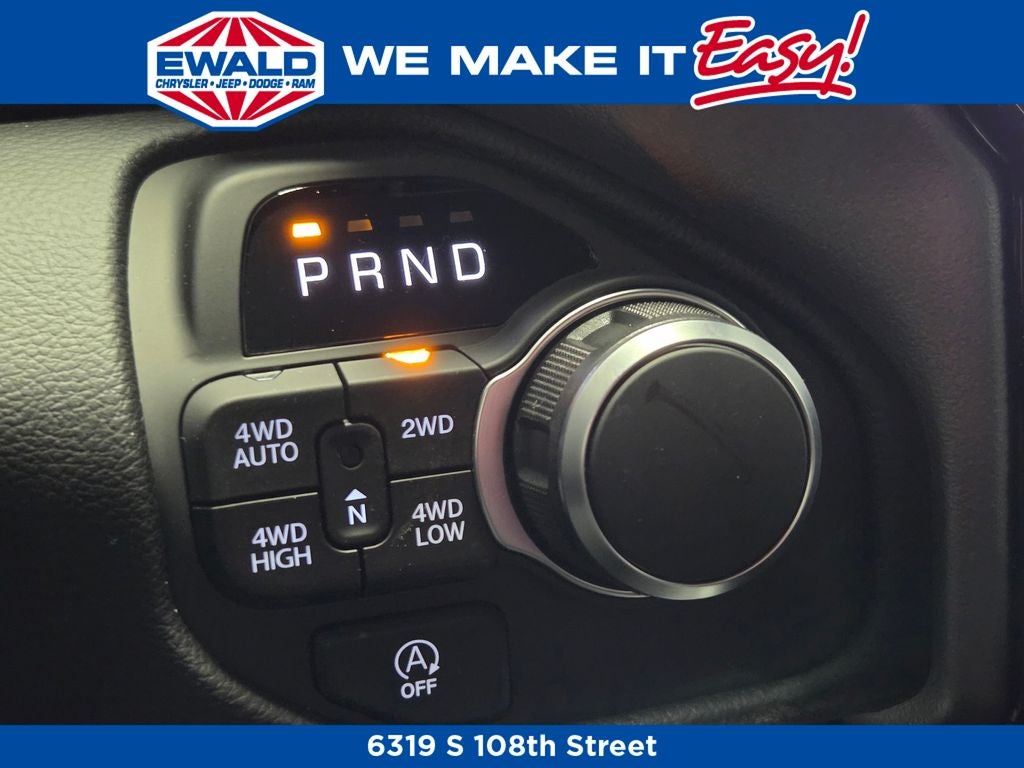 EWALD
CHRYSLER • JEEP • DODGE • RAM
WE MAKE IT Easy!
P R N D
4WD AUTO
2WD
N
4WD HIGH
4WD LOW
A
OFF
6319 S 108th Street